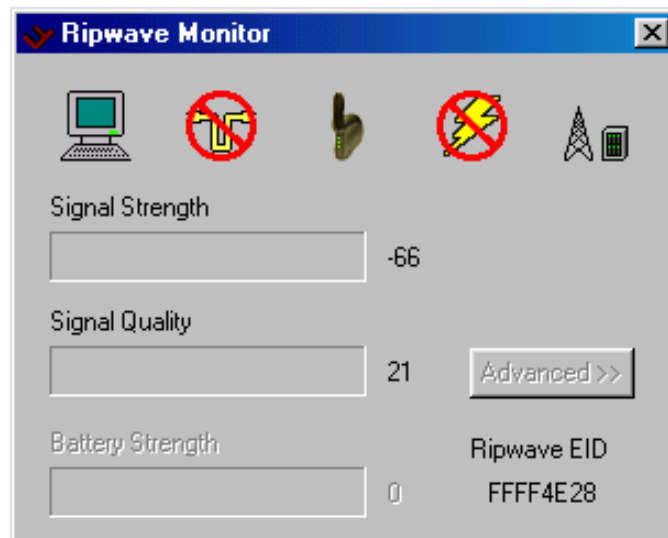 Ripwave Monitor
Signal Strength
-66
Signal Quality
21
Advanced >>
Battery Strength
0
Ripwave EID
FFFF4E28